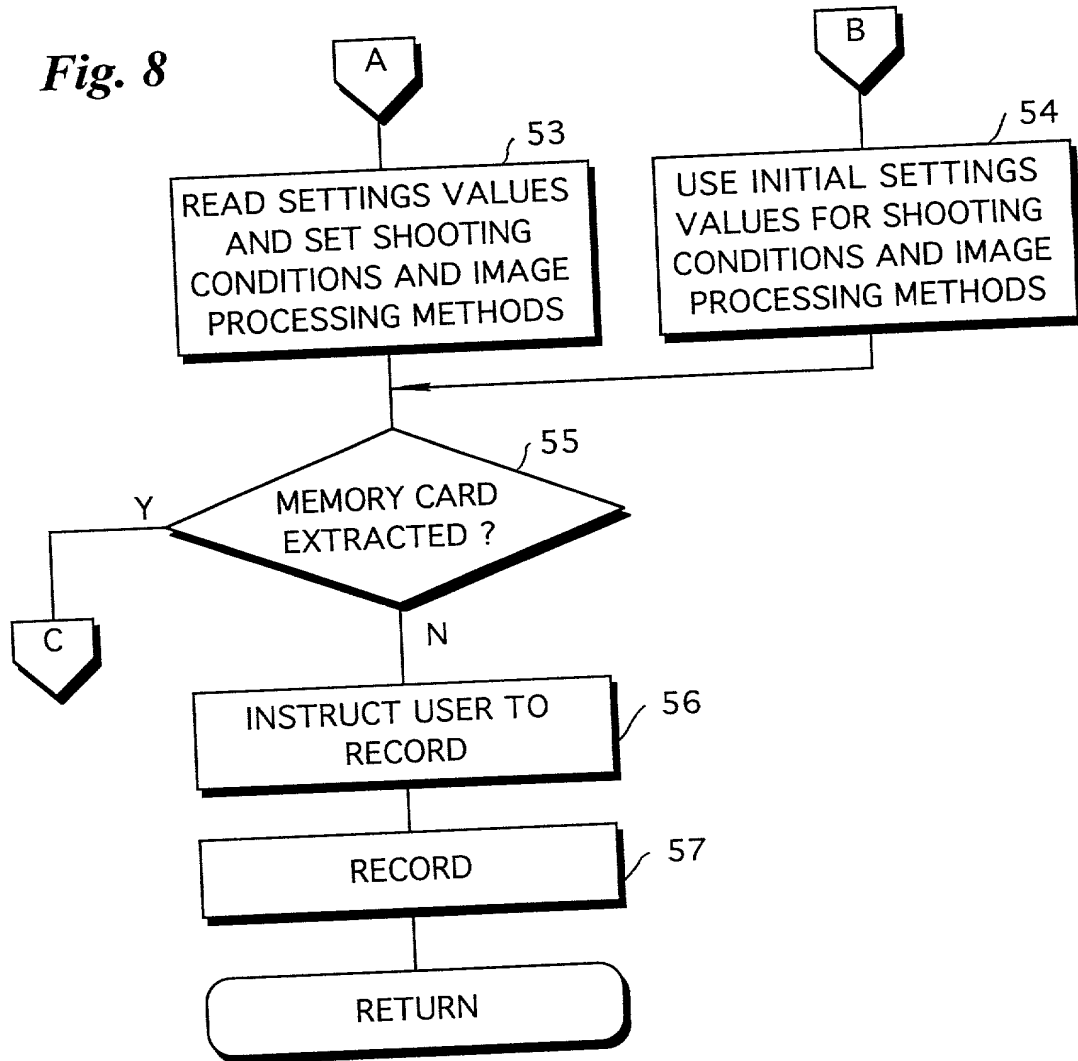 Fig. 8
A
B
53
READ SETTINGS VALUES
AND SET SHOOTING
CONDITIONS AND IMAGE
PROCESSING METHODS
54
USE INITIAL SETTINGS
VALUES FOR SHOOTING
CONDITIONS AND IMAGE
PROCESSING METHODS
55
MEMORY CARD
EXTRACTED ?
Y
C
N
INSTRUCT USER TO
RECORD
56
RECORD
57
RETURN